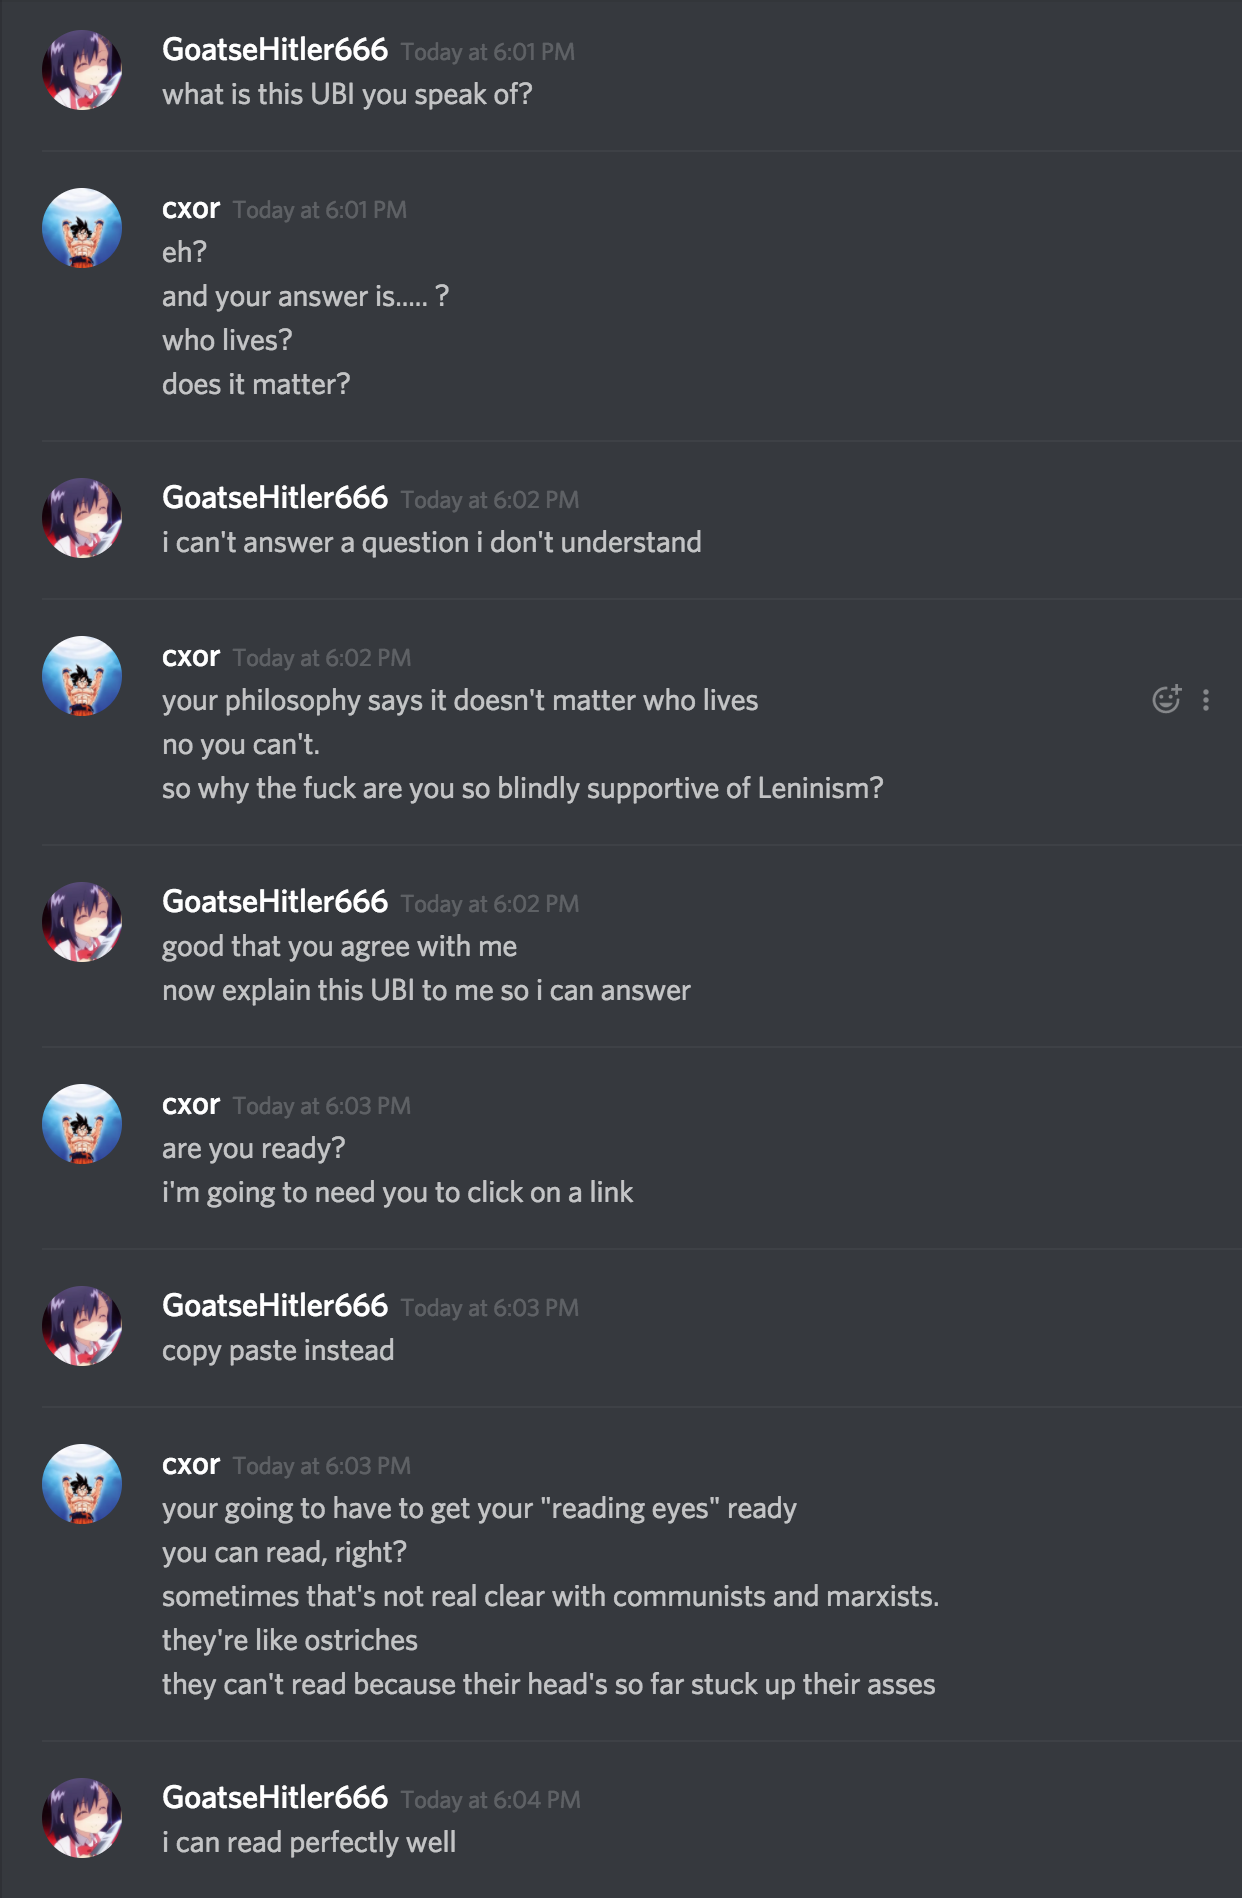 GoatseHitler666 Today at 6:01 PM
what is this UBI you speak of?
cxor Today at 6:01 PM
eh?
and your answer is..... ?
who lives?
does it matter?
GoatseHitler666 Today at 6:02 PM
i can't answer a question i don't understand
cxor Today at 6:02 PM
your philosophy says it doesn't matter who lives
no you can't.
so why the fuck are you so blindly supportive of Leninism?
GoatseHitler666 Today at 6:02 PM
good that you agree with me
now explain this UBI to me so i can answer
cxor Today at 6:03 PM
are you ready?
i'm going to need you to click on a link
GoatseHitler666 Today at 6:03 PM
copy paste instead
cxor Today at 6:03 PM
your going to have to get your "reading eyes" ready
you can read, right?
sometimes that's not real clear with communists and marxists.
they're like ostriches
they can't read because their head's so far stuck up their asses
GoatseHitler666 Today at 6:04 PM
i can read perfectly well